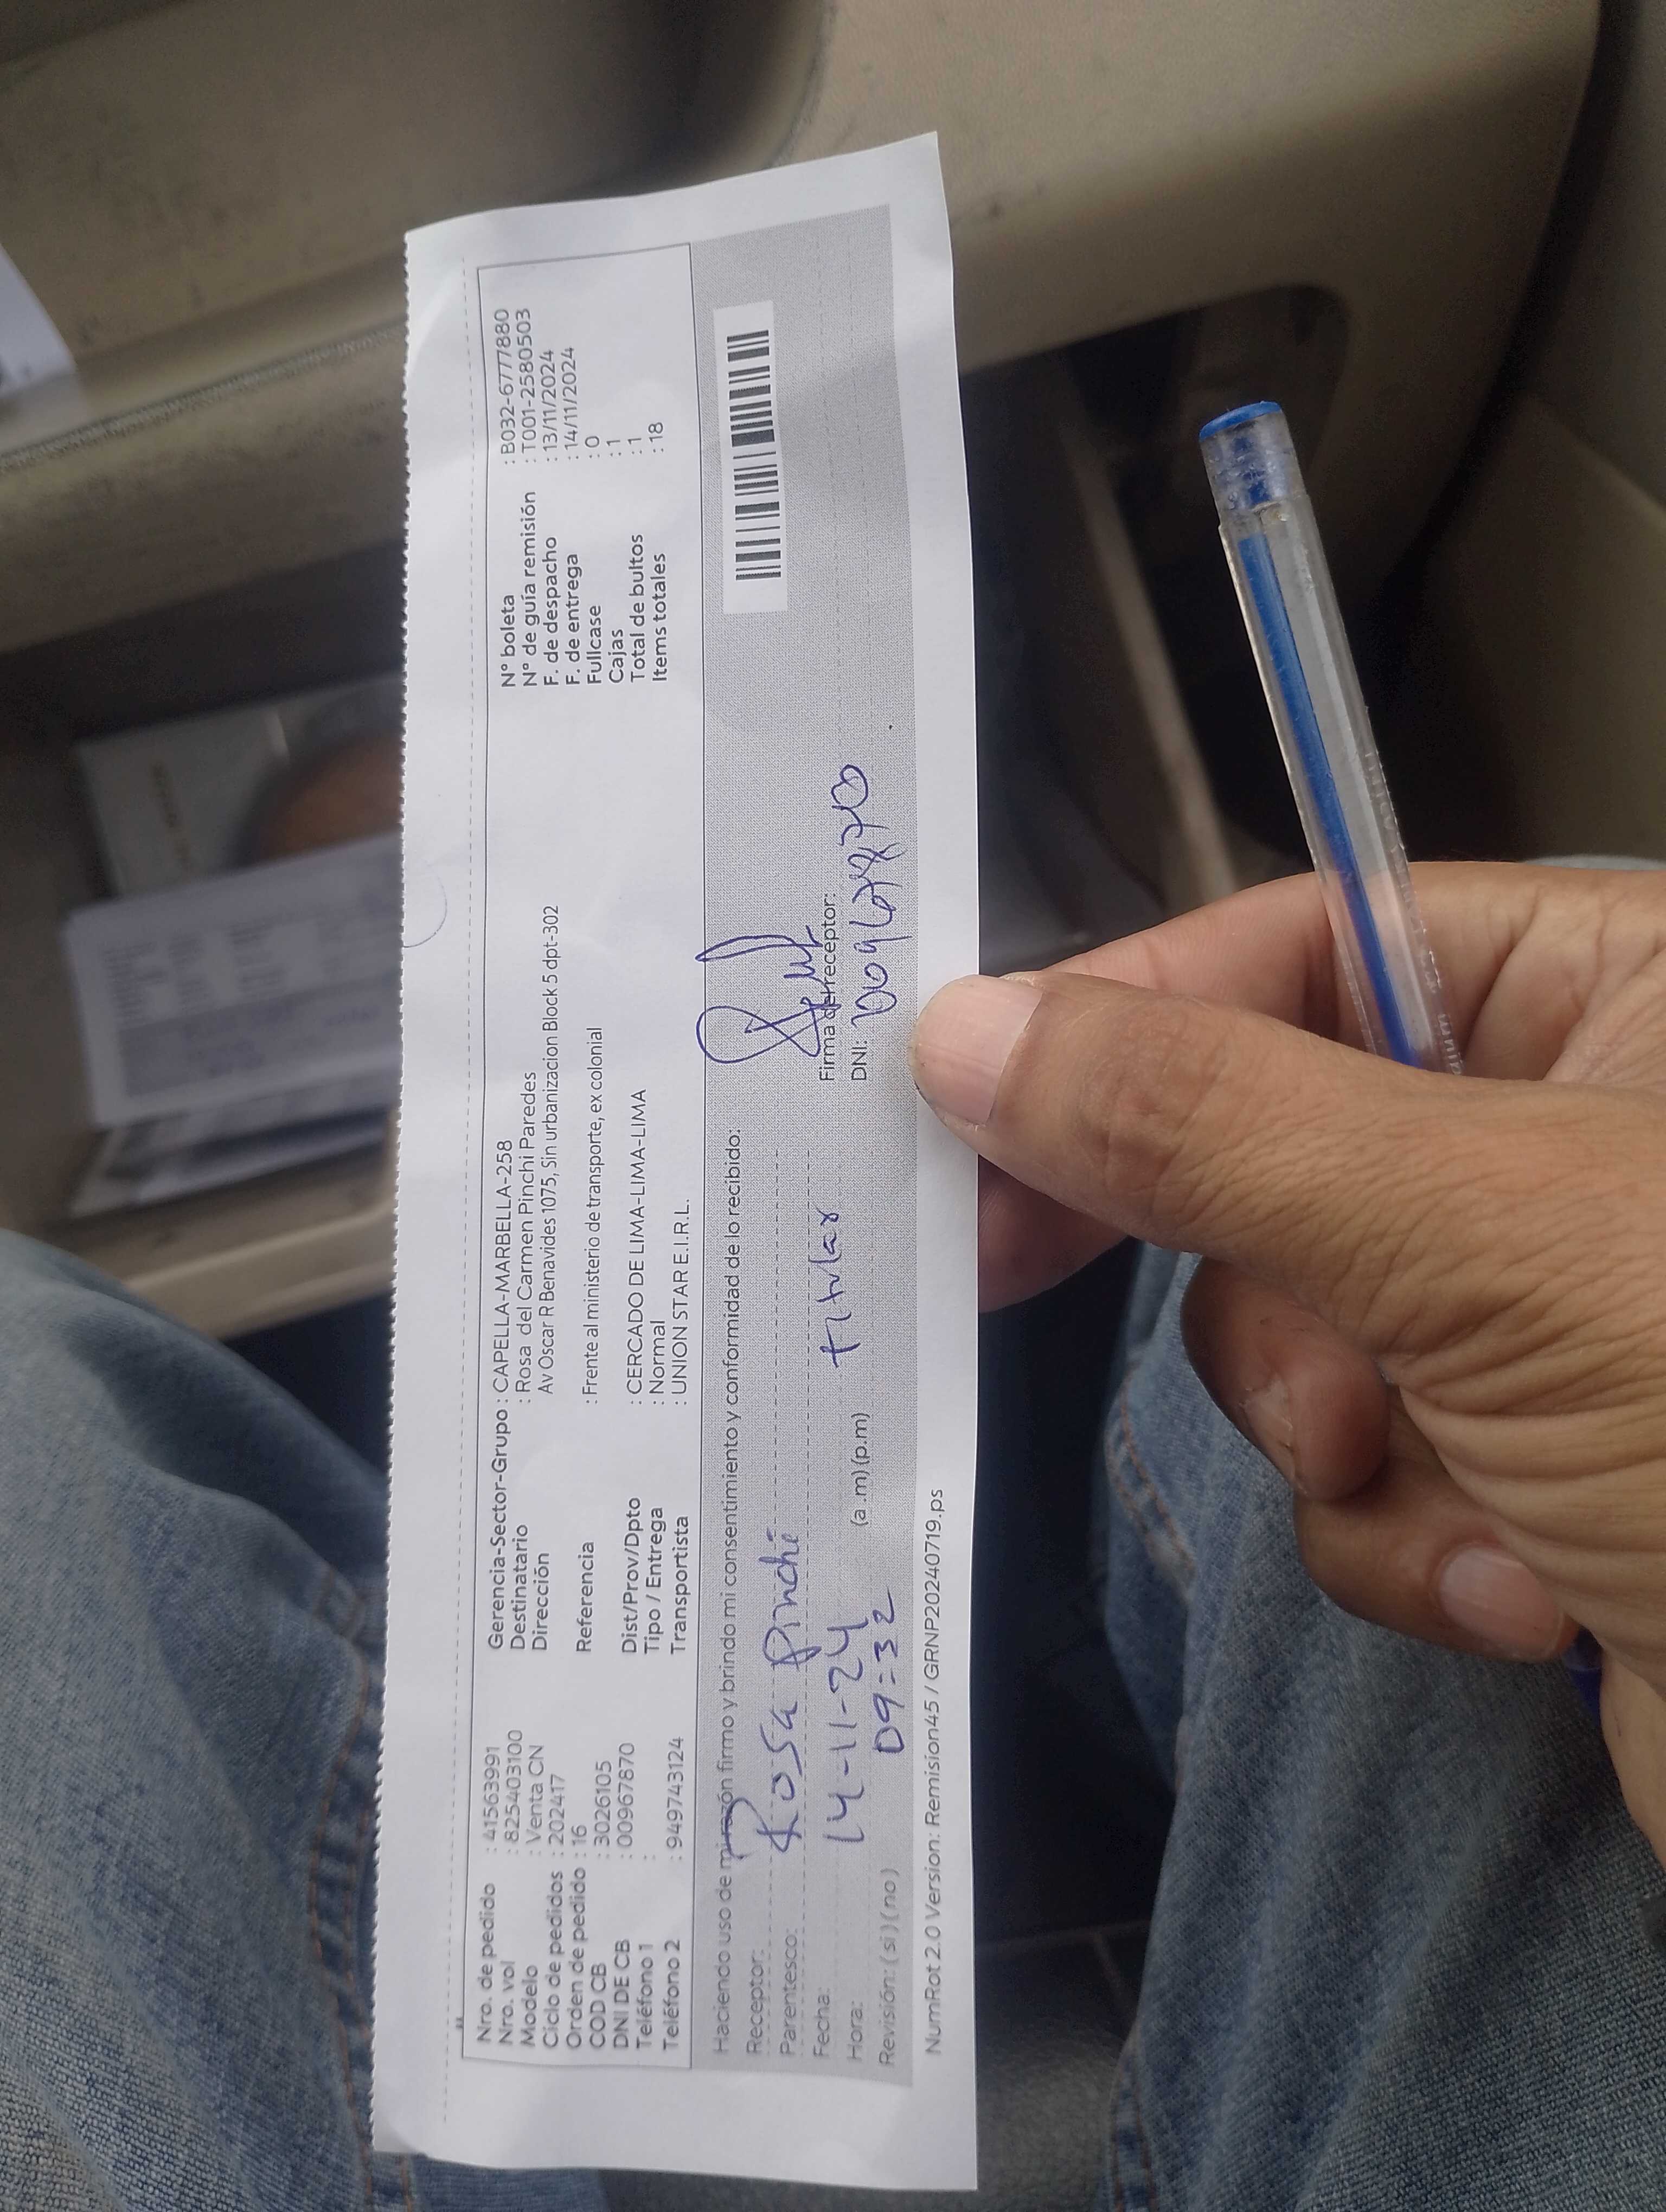 Nro. de pedido : 41563991
Nro. vol : 825403100
Modelo : Venta CN
Ciclo de pedidos : 202417
Orden de pedido : 16
COD CB : 3026105
DNI DE CB : 00967870
Teléfono 1 :
Teléfono 2 : 949743124
Gerencia-Sector-Grupo : CAPELLA-MARBELLA-258
Destinatario : Rosa del Carmen Pinchi Paredes
Dirección Av Oscar R Benavides 1075, Sin urbanizacion Block 5 dpt-302
Referencia : Frente al ministerio de transporte, ex colonial
Dist/Prov/Dpto : CERCADO DE LIMA-LIMA-LIMA
Tipo / Entrega : Normal
Transportista : UNION STAR E.I.R.L.
N° boleta : B032-6777880
N° de guía remisión : T001-2580503
F. de despacho : 13/11/2024
F. de entrega : 14/11/2024
Fullcase : 0
Cajas : 1
Total de bultos : 1
Items totales : 18
Haciendo uso de mi razón firmo y brindo mi consentimiento y conformidad de lo recibido:
Receptor: Rosa Pinchi
Parentesco: titular
Fecha: 14-11-24
Hora: 09:32 (a.m) (p.m)
Revisión: (si) (no)
Firma del receptor:
DNI:
NumRot 2.0 Version: Remision45 / GRNP20240719.ps